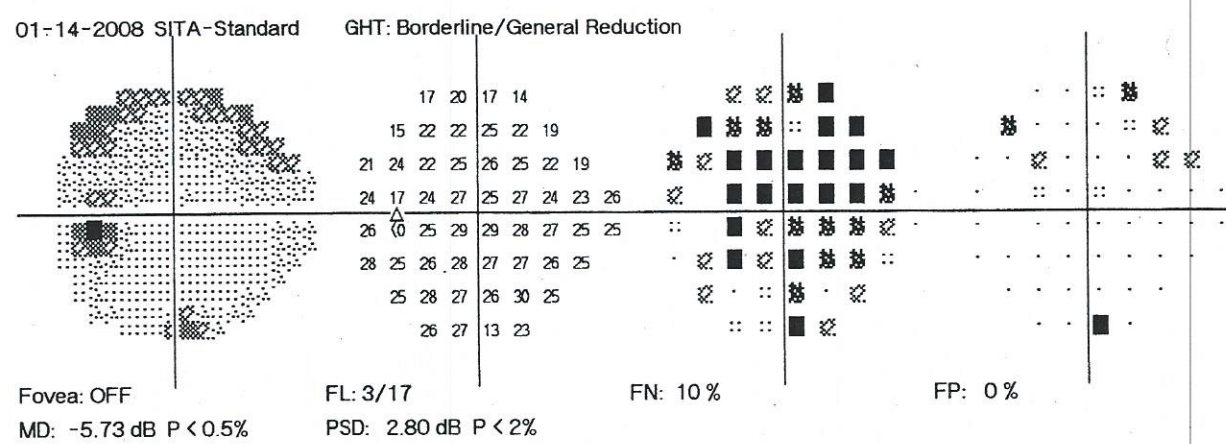 01-14-2008 SITA-Standard GHT: Borderline/General Reduction
17 20 17 14
15 22 22 25 22 19
21 24 22 25 26 25 22 19
24 17 24 27 25 27 24 23 26
26 <0 25 29 29 28 27 25 25
28 25 26 28 27 27 26 25
25 28 27 26 30 25
26 27 13 23
Fovea: OFF FL: 3/17 FN: 10 % FP: 0 %
MD: -5.73 dB P < 0.5% PSD: 2.80 dB P < 2%